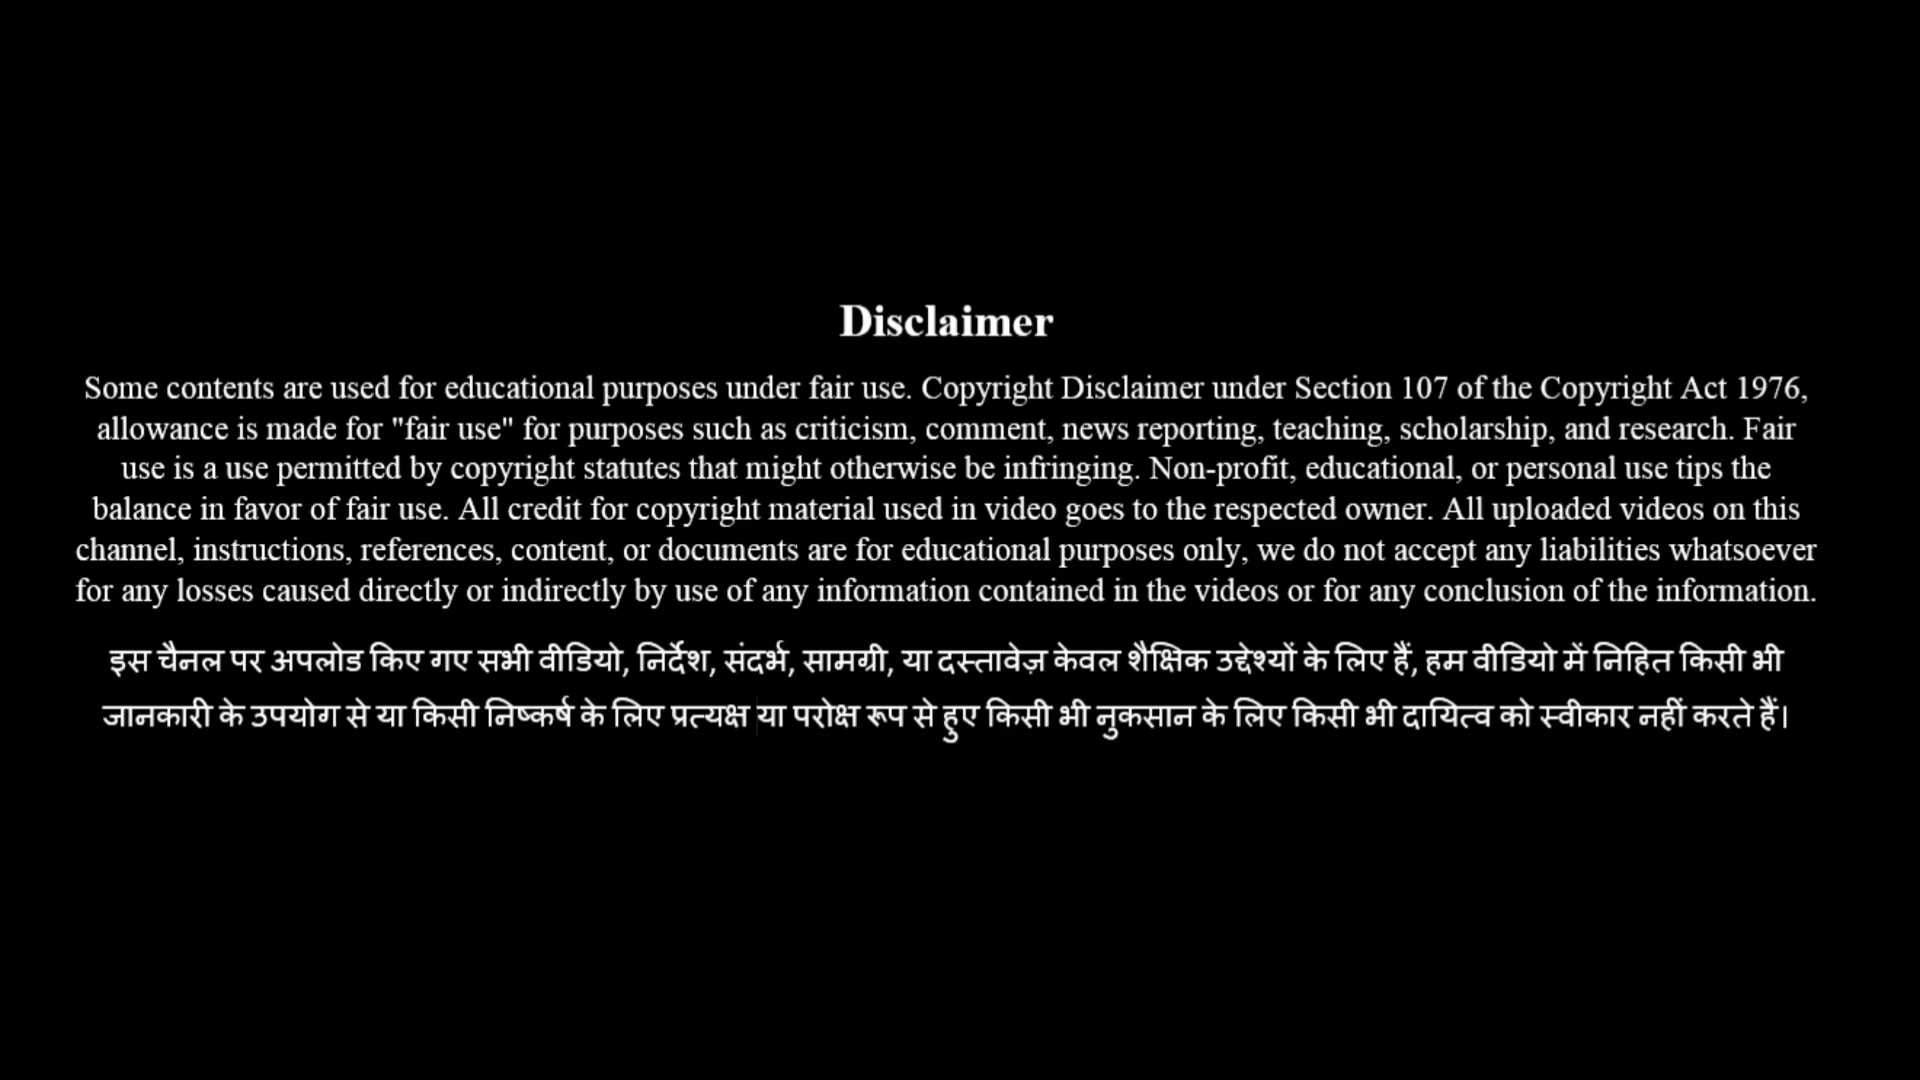 Disclaimer
Some contents are used for educational purposes under fair use. Copyright Disclaimer under Section 107 of the Copyright Act 1976,
allowance is made for "fair use" for purposes such as criticism, comment, news reporting, teaching, scholarship, and research. Fair
use is a use permitted by copyright statutes that might otherwise be infringing. Non-profit, educational, or personal use tips the
balance in favor of fair use. All credit for copyright material used in video goes to the respected owner. All uploaded videos on this
channel, instructions, references, content, or documents are for educational purposes only, we do not accept any liabilities whatsoever
for any losses caused directly or indirectly by use of any information contained in the videos or for any conclusion of the information.
इस चैनल पर अपलोड किए गए सभी वीडियो, निर्देश, संदर्भ, सामग्री, या दस्तावेज़ केवल शैक्षिक उद्देश्यों के लिए हैं, हम वीडियो में निहित किसी भी
जानकारी के उपयोग से या किसी निष्कर्ष के लिए प्रत्यक्ष या परोक्ष रूप से हुए किसी भी नुकसान के लिए किसी भी दायित्व को स्वीकार नहीं करते हैं।